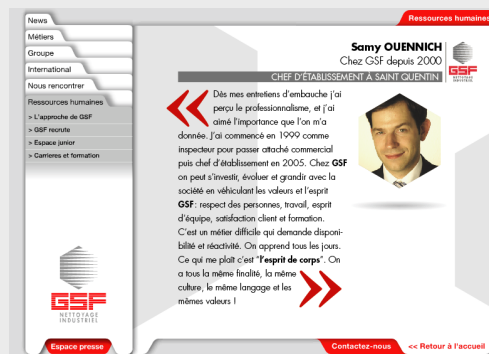 News
Métiers
Groupe
International
Nous rencontrer
Ressources humaines
> L'approche de GSF
> GSF recrute
> Espace junior
> Carrieres et formation
GSF
NETTOYAGE
INDUSTRIEL
Espace presse
Ressources humaines
Samy OUENNICH
Chez GSF depuis 2000
CHEF D'ÉTABLISSEMENT À SAINT QUENTIN
GSF
NETTOYAGE
INDUSTRIEL
Dès mes entretiens d'embauche j'ai
perçu le professionnalisme, et j'ai
aimé l'importance que l'on m'a
donnée. J'ai commencé en 1999 comme
inspecteur pour passer attaché commercial
puis chef d'établissement en 2005. Chez GSF
on peut s'investir, évoluer et grandir avec la
société en véhiculant les valeurs et l'esprit
GSF : respect des personnes, travail, esprit
d'équipe, satisfaction client et formation.
C'est un métier difficile qui demande disponi-
bilité et réactivité. On apprend tous les jours.
Ce qui me plaît c'est "l'esprit de corps". On
a tous la même finalité, la même
culture, le même langage et les
mêmes valeurs !
Contactez-nous
<< Retour à l'accueil